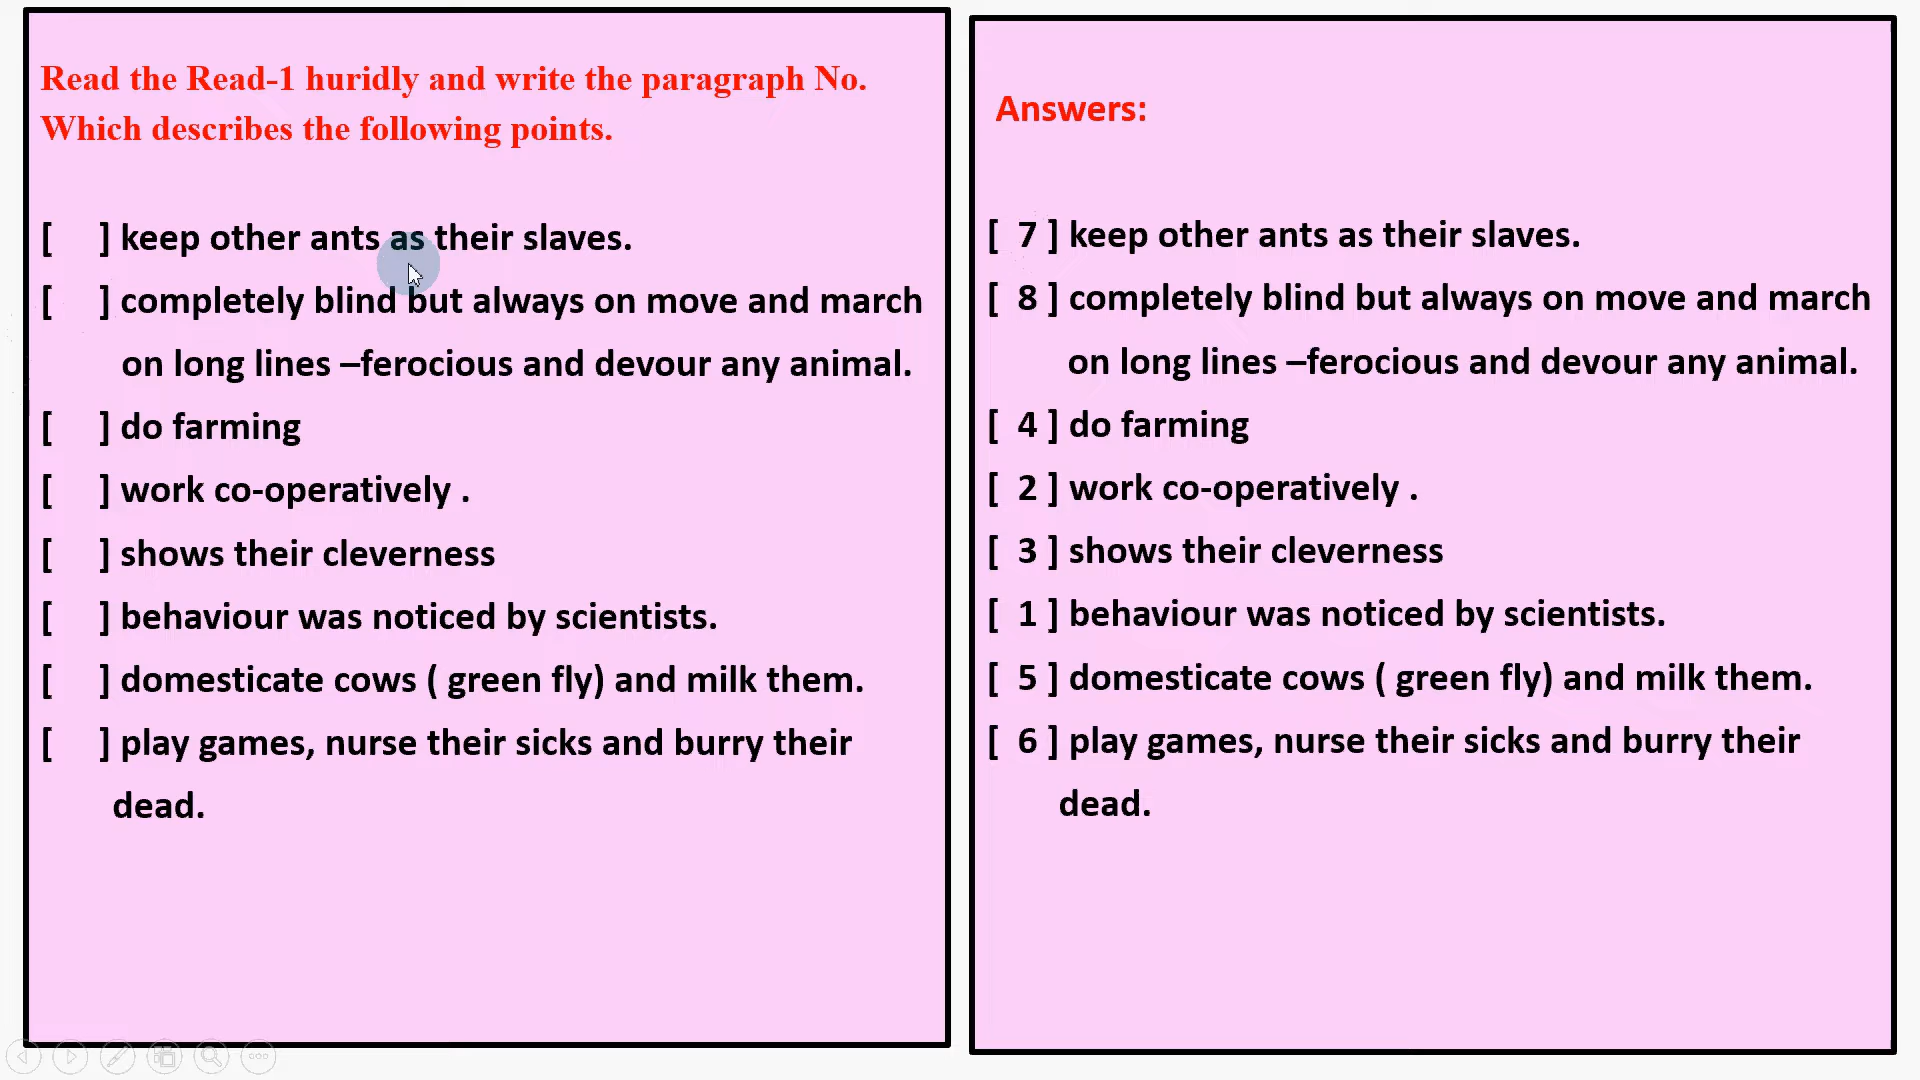 Read the Read-1 huridly and write the paragraph No.
Which describes the following points.
[ ] keep other ants as their slaves.
[ ] completely blind but always on move and march
on long lines –ferocious and devour any animal.
[ ] do farming
[ ] work co-operatively .
[ ] shows their cleverness
[ ] behaviour was noticed by scientists.
[ ] domesticate cows ( green fly) and milk them.
[ ] play games, nurse their sicks and burry their
dead.
Answers:
[ 7 ] keep other ants as their slaves.
[ 8 ] completely blind but always on move and march
on long lines –ferocious and devour any animal.
[ 4 ] do farming
[ 2 ] work co-operatively .
[ 3 ] shows their cleverness
[ 1 ] behaviour was noticed by scientists.
[ 5 ] domesticate cows ( green fly) and milk them.
[ 6 ] play games, nurse their sicks and burry their
dead.